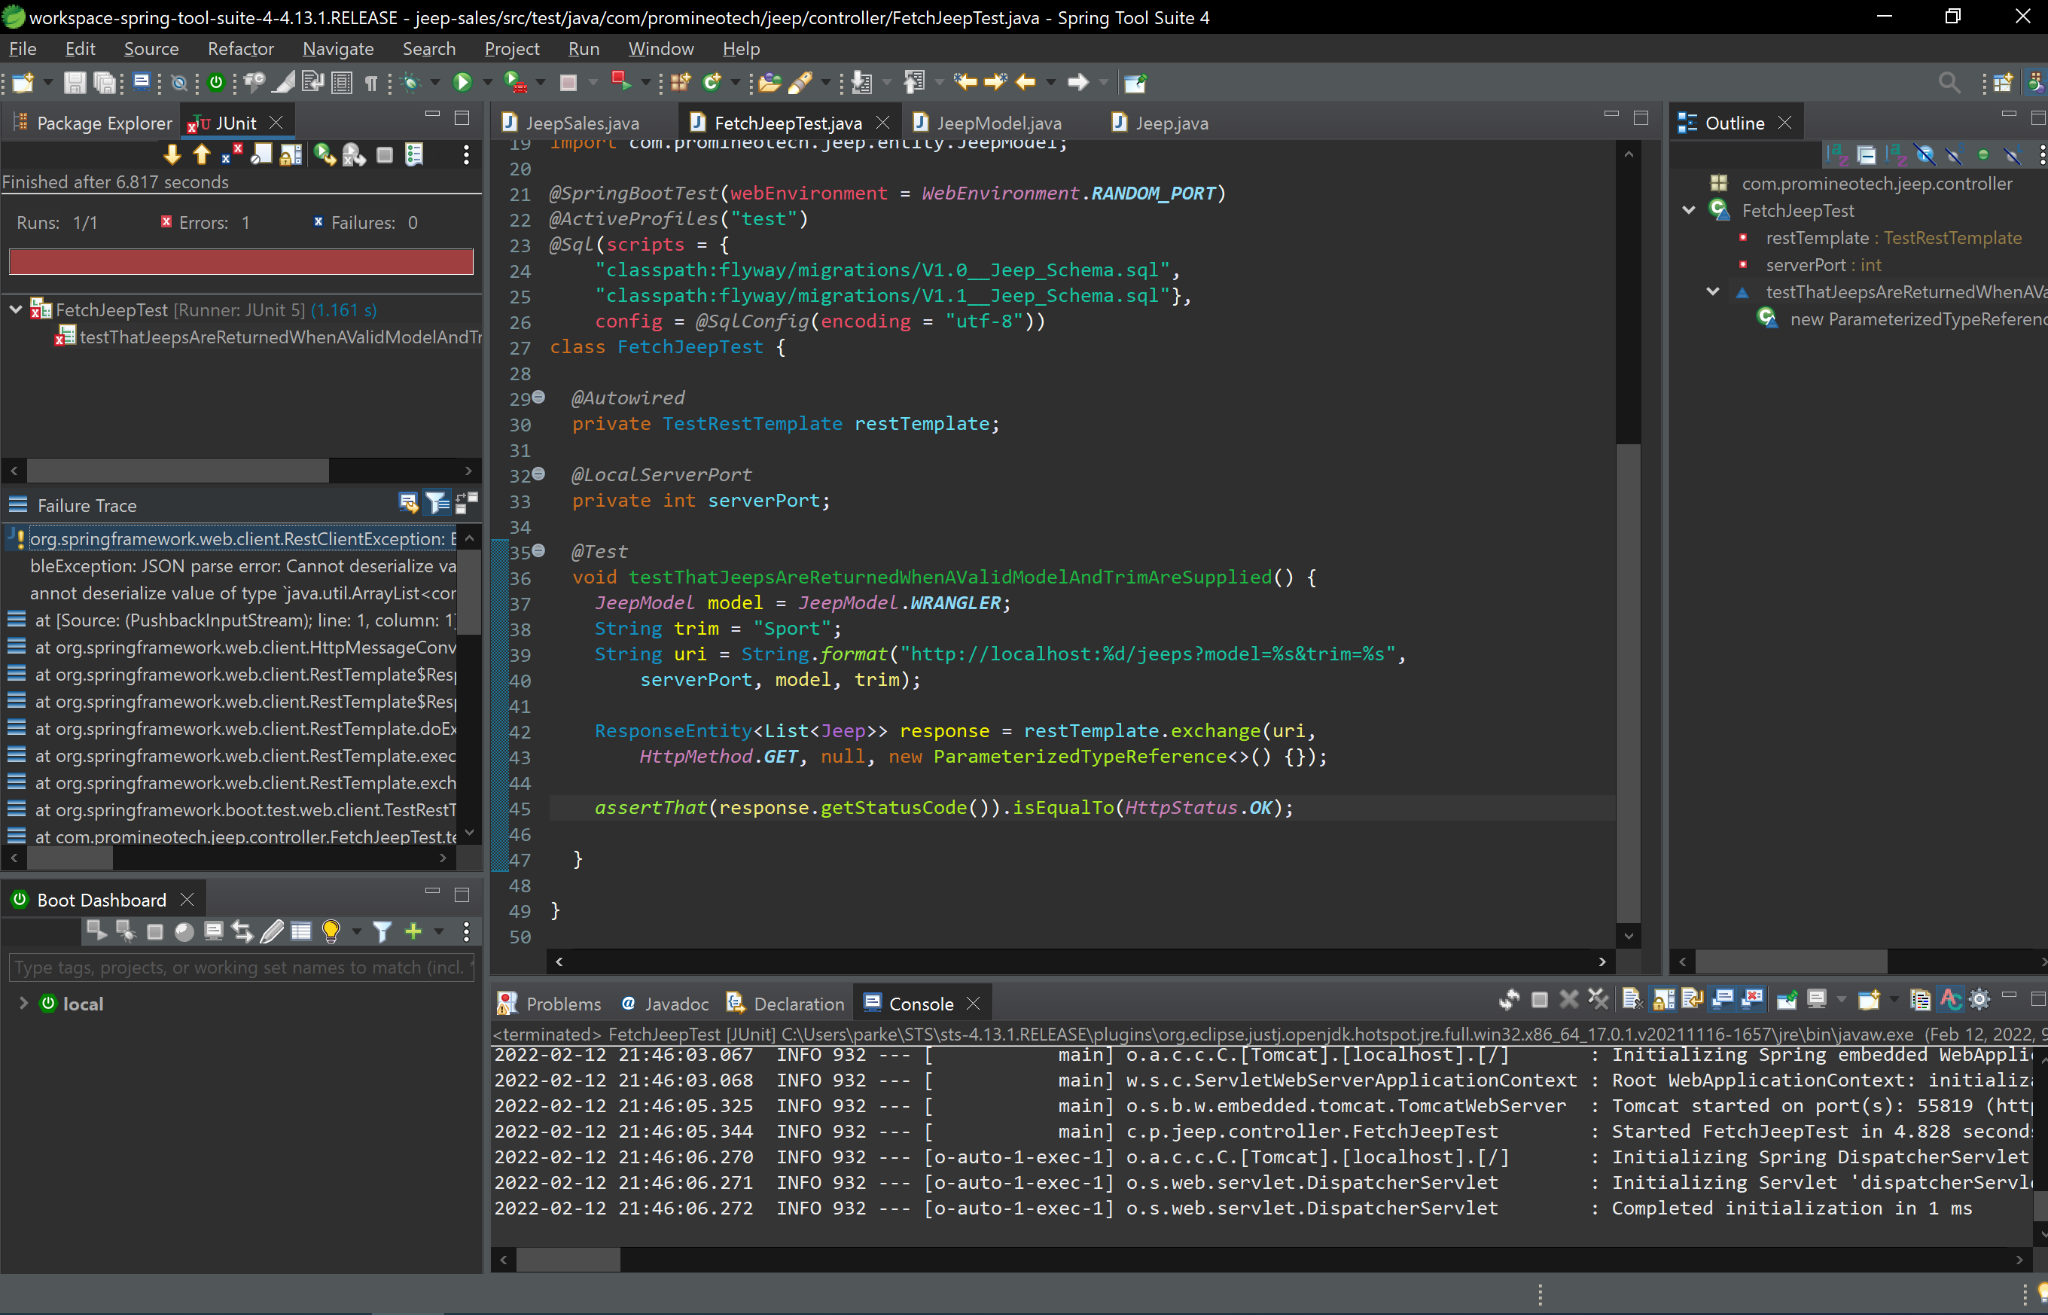 workspace-spring-tool-suite-4-4.13.1.RELEASE - jeep-sales/src/test/java/com/promineotech/jeep/controller/FetchJeepTest.java - Spring Tool Suite 4
File Edit Source Refactor Navigate Search Project Run Window Help
Package Explorer JUnit
Finished after 6.817 seconds
Runs: 1/1 Errors: 1 Failures: 0
FetchJeepTest [Runner: JUnit 5] (1.161 s)
testThatJeepsAreReturnedWhenAValidModelAndTr
Failure Trace
org.springframework.web.client.RestClientException: E
bleException: JSON parse error: Cannot deserialize va
annot deserialize value of type `java.util.ArrayList<cor
at [Source: (PushbackInputStream); line: 1, column: 1]
at org.springframework.web.client.HttpMessageConv
at org.springframework.web.client.RestTemplate$Resp
at org.springframework.web.client.RestTemplate$Resp
at org.springframework.web.client.RestTemplate.doEx
at org.springframework.web.client.RestTemplate.exec
at org.springframework.web.client.RestTemplate.exch
at org.springframework.boot.test.web.client.TestRestT
at com.promineotech.jeep.controller.FetchJeepTest.te
Boot Dashboard
Type tags, projects, or working set names to match (incl. *
local
JeepSales.java FetchJeepTest.java JeepModel.java Jeep.java
19 import com.promineotech.jeep.entity.JeepModel;
20
21 @SpringBootTest(webEnvironment = WebEnvironment.RANDOM_PORT)
22 @ActiveProfiles("test")
23 @Sql(scripts = {
24 "classpath:flyway/migrations/V1.0__Jeep_Schema.sql",
25 "classpath:flyway/migrations/V1.1__Jeep_Schema.sql"},
26 config = @SqlConfig(encoding = "utf-8"))
27 class FetchJeepTest {
28
29 @Autowired
30 private TestRestTemplate restTemplate;
31
32 @LocalServerPort
33 private int serverPort;
34
35 @Test
36 void testThatJeepsAreReturnedWhenAValidModelAndTrimAreSupplied() {
37 JeepModel model = JeepModel.WRANGLER;
38 String trim = "Sport";
39 String uri = String.format("http://localhost:%d/jeeps?model=%s&trim=%s",
40 serverPort, model, trim);
41
42 ResponseEntity<List<Jeep>> response = restTemplate.exchange(uri,
43 HttpMethod.GET, null, new ParameterizedTypeReference<>() {});
44
45 assertThat(response.getStatusCode()).isEqualTo(HttpStatus.OK);
46
47 }
48
49 }
50
Outline
com.promineotech.jeep.controller
FetchJeepTest
restTemplate : TestRestTemplate
serverPort : int
testThatJeepsAreReturnedWhenAVa
new ParameterizedTypeReferenc
Problems Javadoc Declaration Console
<terminated> FetchJeepTest [JUnit] C:\Users\parke\STS\sts-4.13.1.RELEASE\plugins\org.eclipse.justj.openjdk.hotspot.jre.full.win32.x86_64_17.0.1.v20211116-1657\jre\bin\javaw.exe (Feb 12, 2022, 9
2022-02-12 21:46:03.067 INFO 932 --- [ main] o.a.c.c.C.[Tomcat].[localhost].[/] : Initializing Spring embedded WebAppli
2022-02-12 21:46:03.068 INFO 932 --- [ main] w.s.c.ServletWebServerApplicationContext : Root WebApplicationContext: initializa
2022-02-12 21:46:05.325 INFO 932 --- [ main] o.s.b.w.embedded.tomcat.TomcatWebServer : Tomcat started on port(s): 55819 (http
2022-02-12 21:46:05.344 INFO 932 --- [ main] c.p.jeep.controller.FetchJeepTest : Started FetchJeepTest in 4.828 seconds
2022-02-12 21:46:06.270 INFO 932 --- [o-auto-1-exec-1] o.a.c.c.C.[Tomcat].[localhost].[/] : Initializing Spring DispatcherServlet
2022-02-12 21:46:06.271 INFO 932 --- [o-auto-1-exec-1] o.s.web.servlet.DispatcherServlet : Initializing Servlet 'dispatcherServl
2022-02-12 21:46:06.272 INFO 932 --- [o-auto-1-exec-1] o.s.web.servlet.DispatcherServlet : Completed initialization in 1 ms